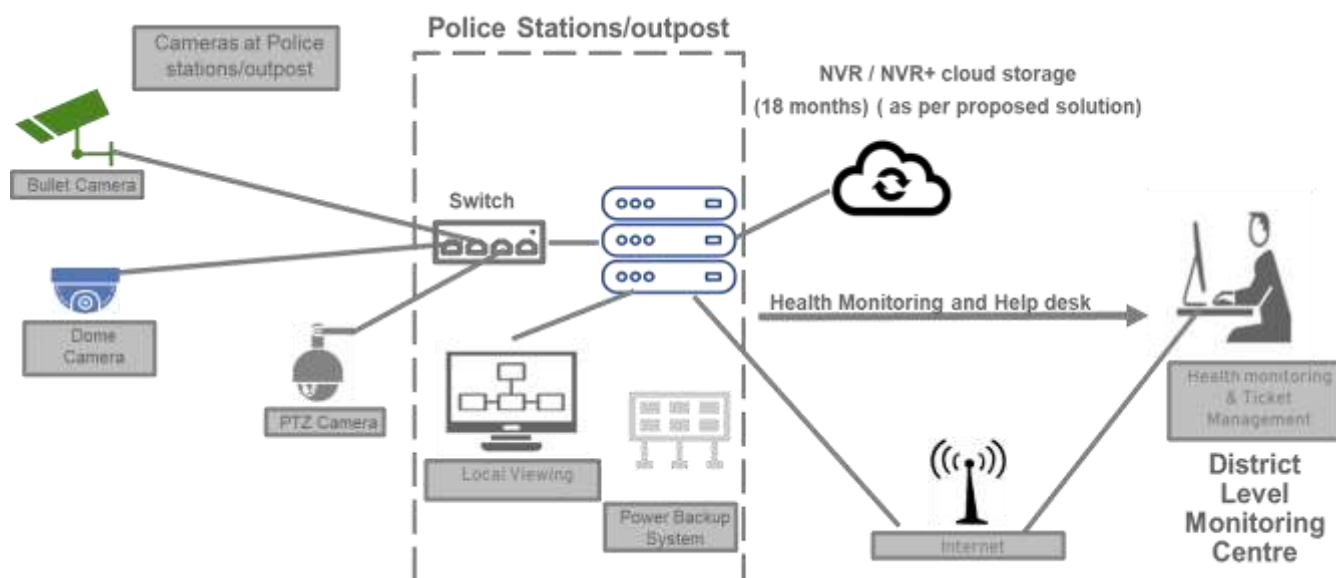 Police Stations/outpost
Cameras at Police
stations/outpost
NVR / NVR+ cloud storage
(18 months) ( as per proposed solution)
Bullet Camera
Switch
Health Monitoring and Help desk
Dome
Camera
PTZ Camera
Local Viewing
Power Backup
System
Internet
Health monitoring
& Ticket
Management
District
Level
Monitoring
Centre